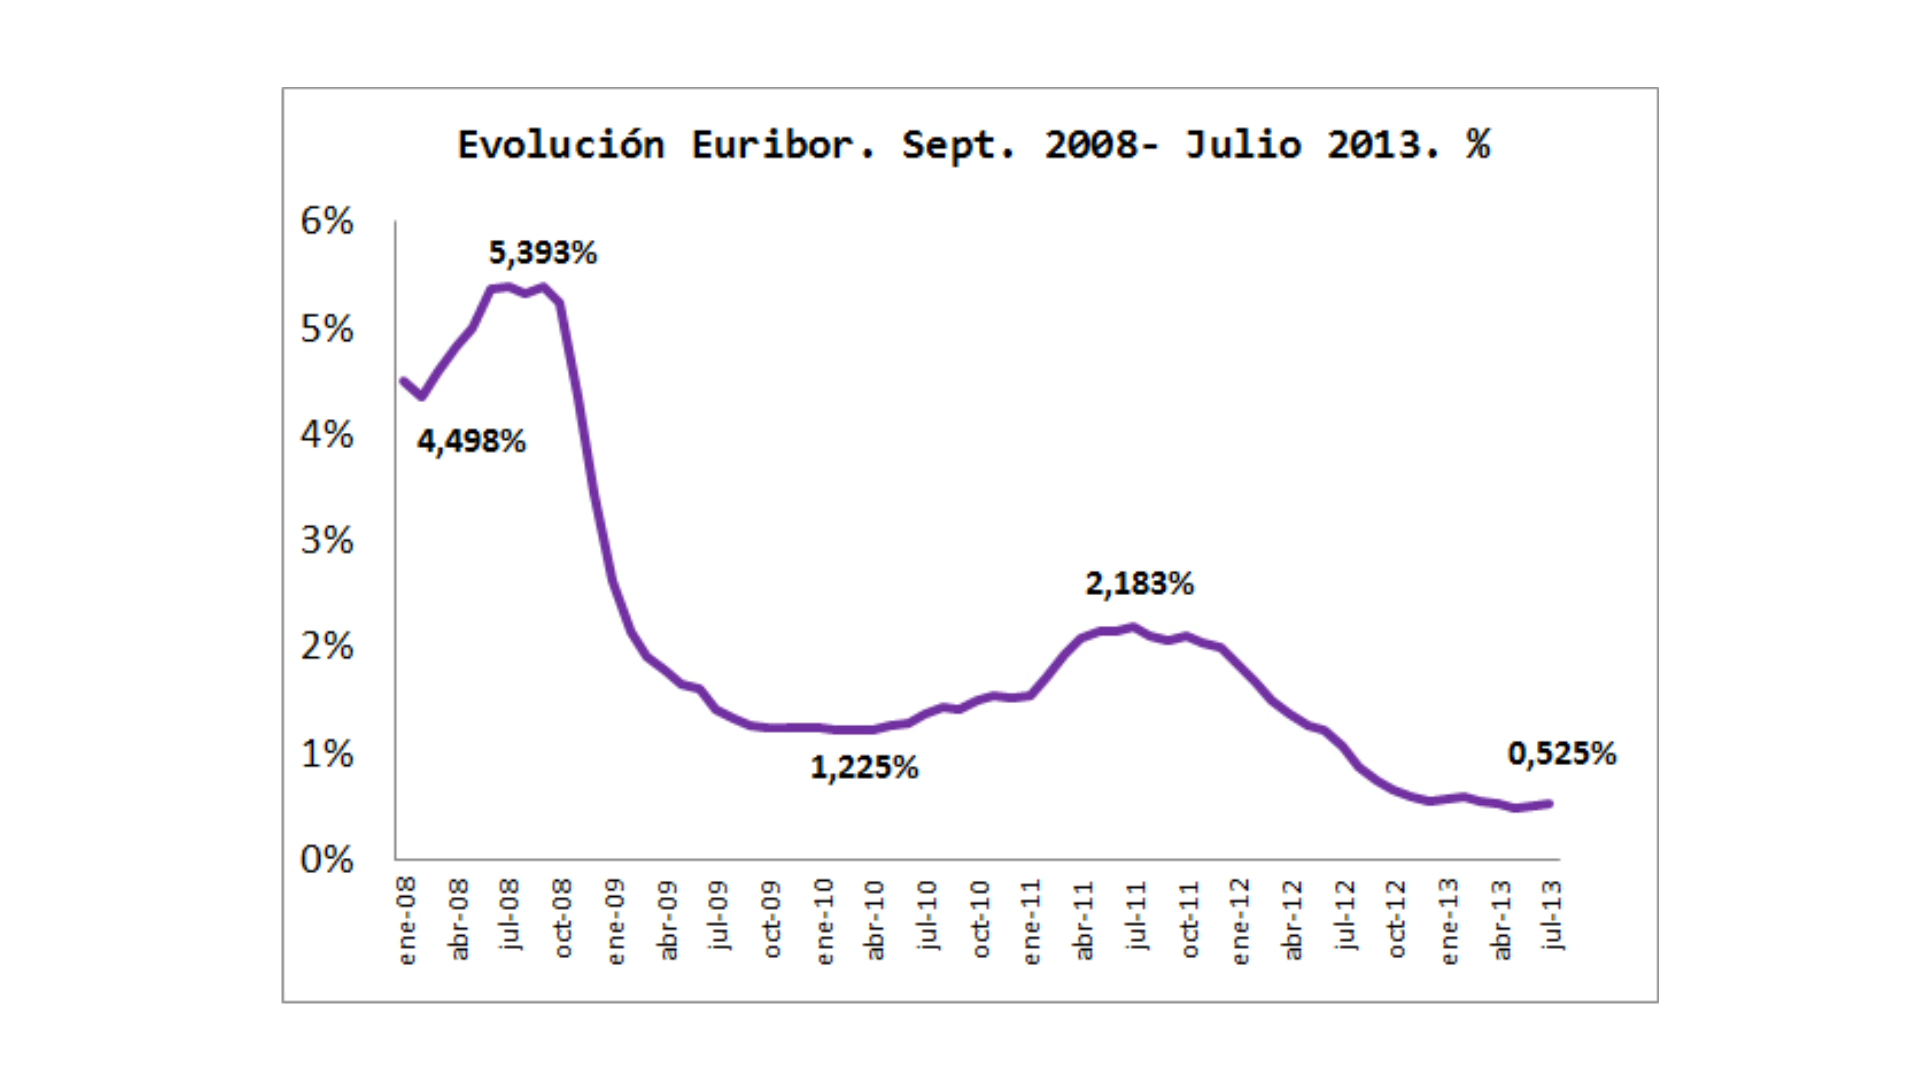 Evolución Euribor. Sept. 2008- Julio 2013. %
6%
5%
4%
3%
2%
1%
0%
5,393%
4,498%
2,183%
1,225%
0,525%
ene-08
abr-08
jul-08
oct-08
ene-09
abr-09
jul-09
oct-09
ene-10
abr-10
jul-10
oct-10
ene-11
abr-11
jul-11
oct-11
ene-12
abr-12
jul-12
oct-12
ene-13
abr-13
jul-13